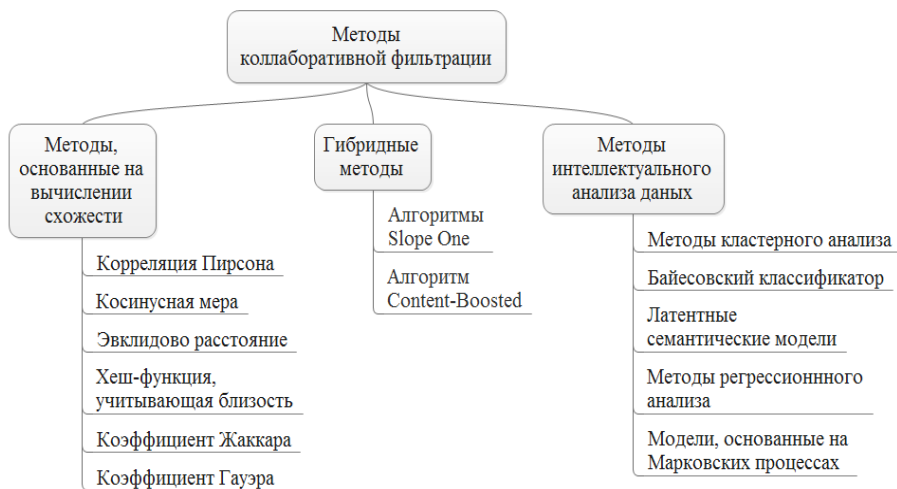 Методы
коллаборативной фильтрации
Методы,
основанные на
вычислении
схожести
Корреляция Пирсона
Косинусная мера
Эвклидово расстояние
Хеш-функция,
учитывающая близость
Коэффициент Жаккара
Коэффициент Гауэра
Гибридные
методы
Алгоритмы
Slope One
Алгоритм
Content-Boosted
Методы
интеллектуального
анализа даных
Методы кластерного анализа
Байесовский классификатор
Латентные
семантические модели
Методы регрессионнного
анализа
Модели, основанные на
Марковских процессах